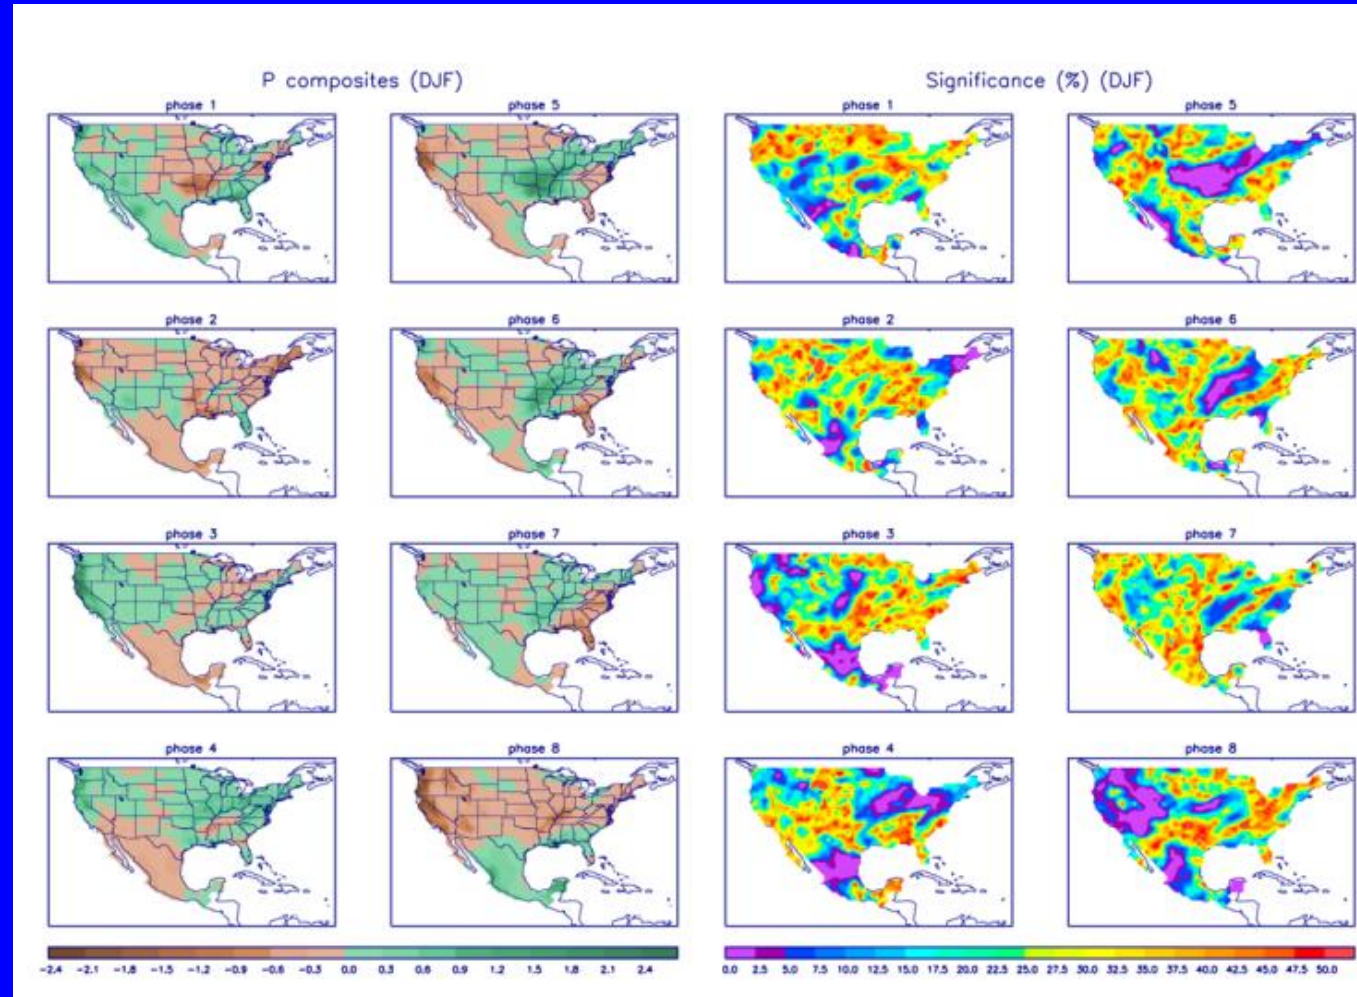 P composites (DJF) Significance (%) (DJF)
phase 1 phase 5 phase 1 phase 5
phase 2 phase 6 phase 2 phase 6
phase 3 phase 7 phase 3 phase 7
phase 4 phase 8 phase 4 phase 8
-2.4 -2.1 -1.8 -1.5 -1.2 -0.9 -0.6 -0.3 0.0 0.3 0.6 0.9 1.2 1.5 1.8 2.1 2.4 0.0 2.5 5.0 7.5 10.0 12.5 15.0 17.5 20.0 22.5 25.0 27.5 30.0 32.5 35.0 37.5 40.0 42.5 45.0 47.5 50.0